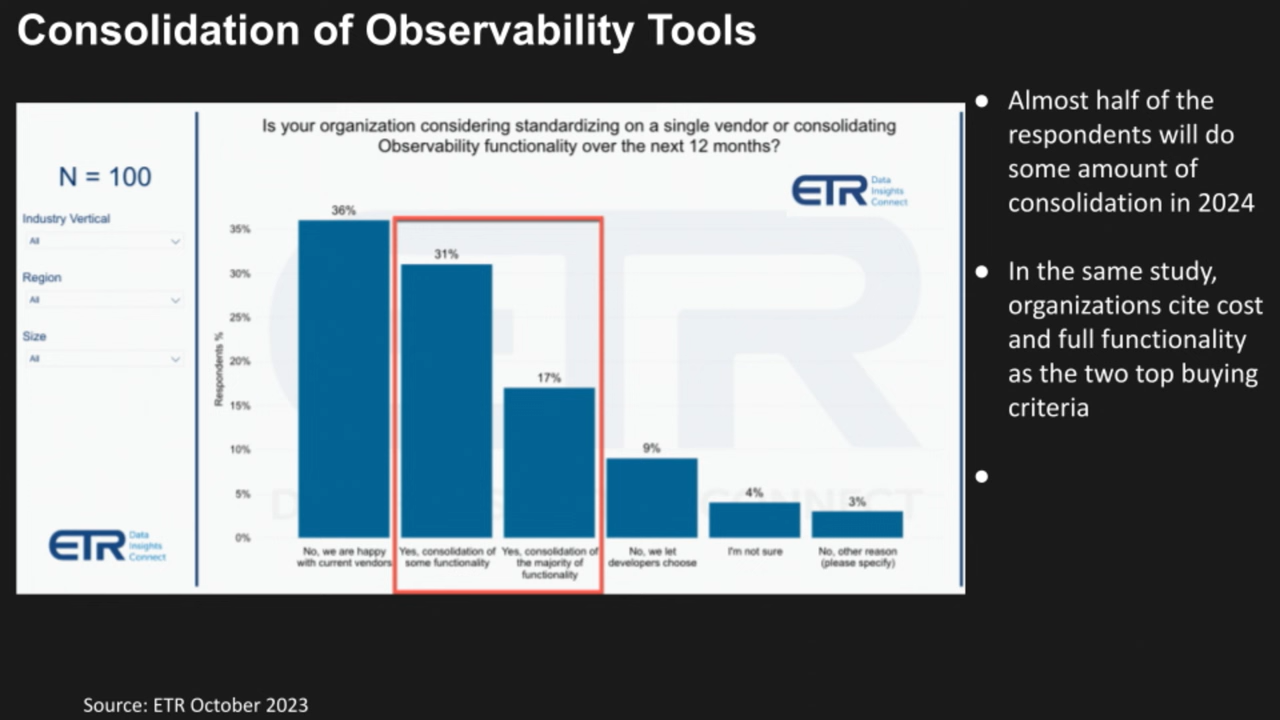 Consolidation of Observability Tools
Is your organization considering standardizing on a single vendor or consolidating
Observability functionality over the next 12 months?
N = 100
Industry Vertical
All
Region
All
Size
All
ETR Data
Insights
Connect
ETR Data
Insights
Connect
Respondents %
35%
30%
25%
20%
15%
10%
5%
0%
36%
31%
17%
9%
4%
3%
No, we are happy
with current vendors
Yes, consolidation of
some functionality
Yes, consolidation of
the majority of
functionality
No, we let
developers choose
I'm not sure
No, other reason
(please specify)
● Almost half of the
respondents will do
some amount of
consolidation in 2024
● In the same study,
organizations cite cost
and full functionality
as the two top buying
criteria
●
Source: ETR October 2023